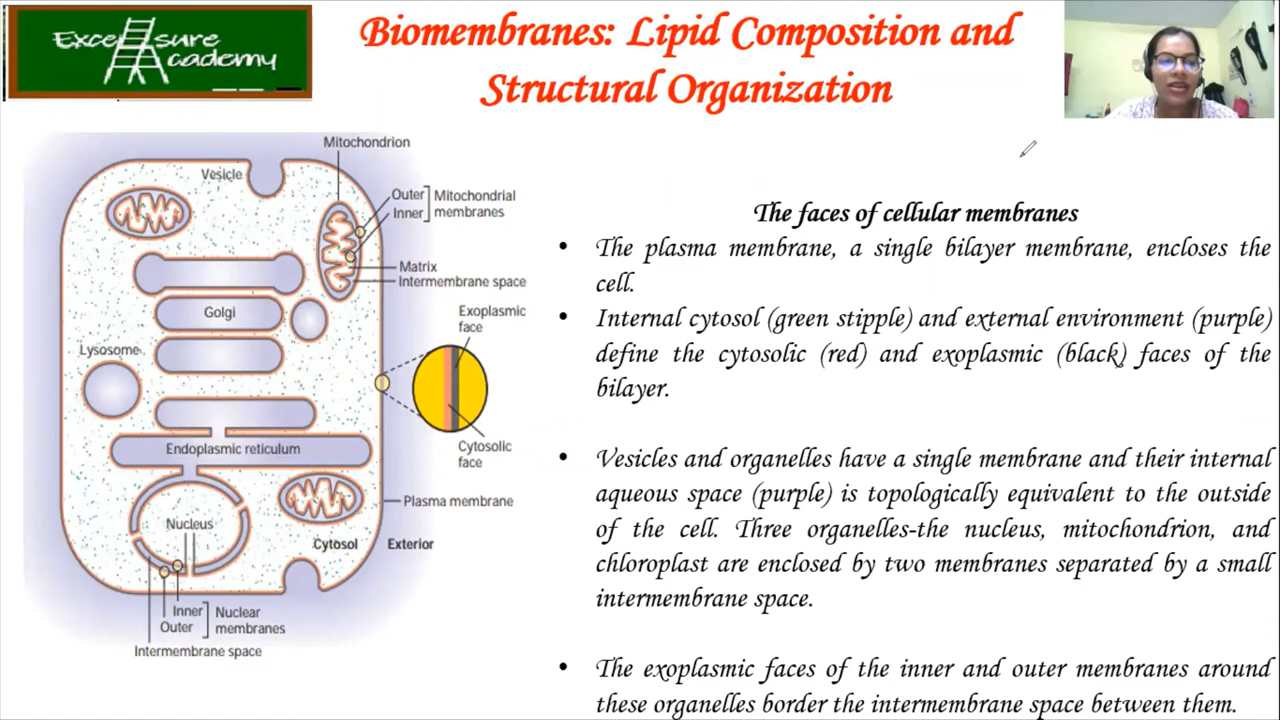 Excel sure
Academy
Biomembranes: Lipid Composition and
Structural Organization
Mitochondrion
Vesicle
Outer
Inner
Mitochondrial
membranes
Matrix
Intermembrane space
Golgi
Exoplasmic
face
Lysosome
Cytosolic
face
Endoplasmic reticulum
Plasma membrane
Nucleus
Cytosol
Exterior
Inner
Outer
Nuclear
membranes
Intermembrane space
The faces of cellular membranes
• The plasma membrane, a single bilayer membrane, encloses the
cell.
• Internal cytosol (green stipple) and external environment (purple)
define the cytosolic (red) and exoplasmic (black) faces of the
bilayer.
• Vesicles and organelles have a single membrane and their internal
aqueous space (purple) is topologically equivalent to the outside
of the cell. Three organelles-the nucleus, mitochondrion, and
chloroplast are enclosed by two membranes separated by a small
intermembrane space.
• The exoplasmic faces of the inner and outer membranes around
these organelles border the intermembrane space between them.